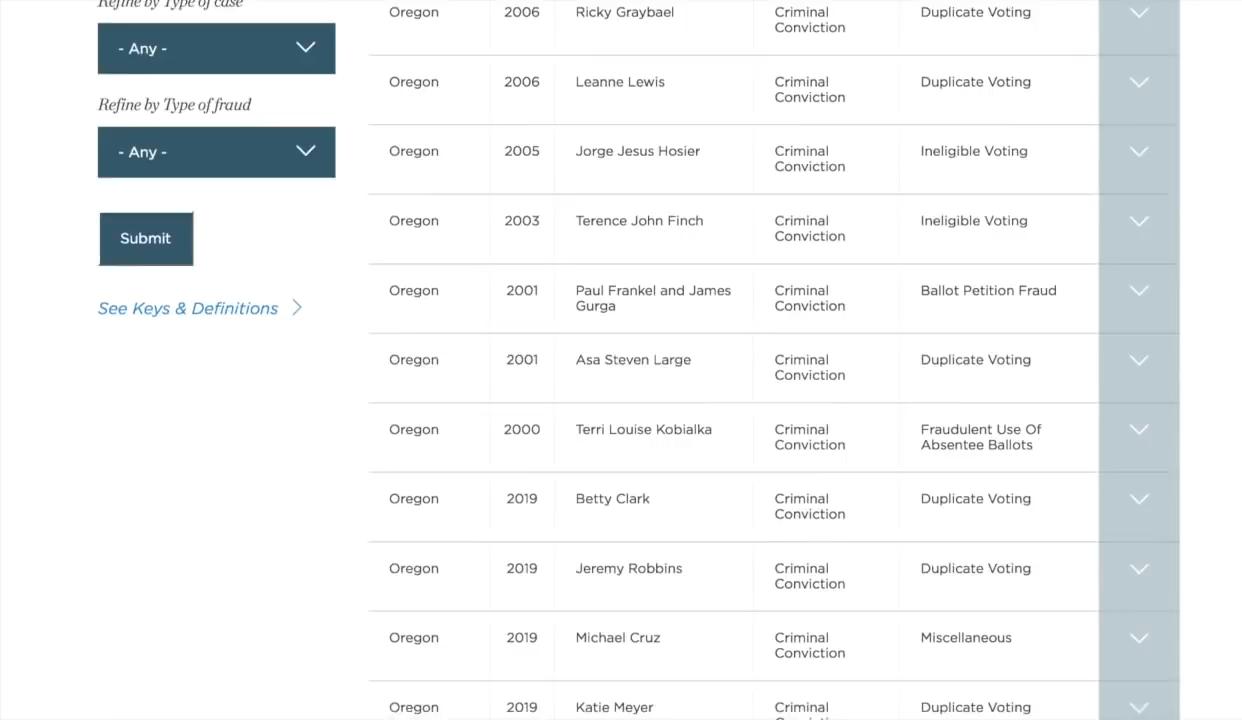 Refine by Type of case
- Any -
Refine by Type of fraud
- Any -
Submit
See Keys & Definitions
Oregon 2006 Ricky Graybael Criminal Duplicate Voting
Conviction
Oregon 2006 Leanne Lewis Criminal Duplicate Voting
Conviction
Oregon 2005 Jorge Jesus Hosier Criminal Ineligible Voting
Conviction
Oregon 2003 Terence John Finch Criminal Ineligible Voting
Conviction
Oregon 2001 Paul Frankel and James Criminal Ballot Petition Fraud
Gurga Conviction
Oregon 2001 Asa Steven Large Criminal Duplicate Voting
Conviction
Oregon 2000 Terri Louise Kobialka Criminal Fraudulent Use Of
Conviction Absentee Ballots
Oregon 2019 Betty Clark Criminal Duplicate Voting
Conviction
Oregon 2019 Jeremy Robbins Criminal Duplicate Voting
Conviction
Oregon 2019 Michael Cruz Criminal Miscellaneous
Conviction
Oregon 2019 Katie Meyer Criminal Duplicate Voting